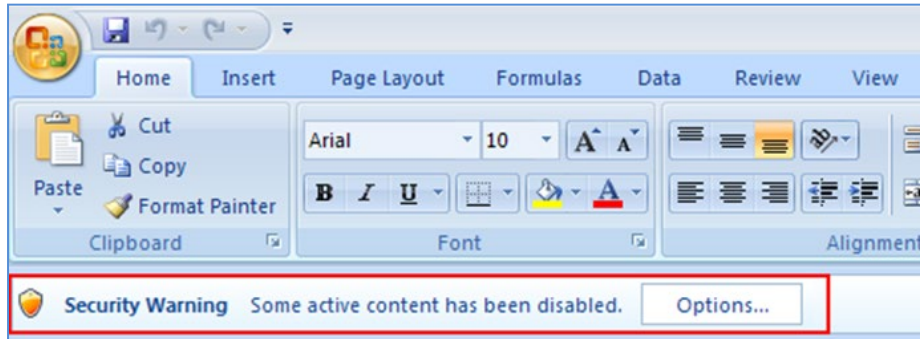 Home Insert Page Layout Formulas Data Review View
Cut
Arial 10 A A
Copy
Paste
Format Painter
B I U A
Clipboard Font Alignment
Security Warning Some active content has been disabled. Options...